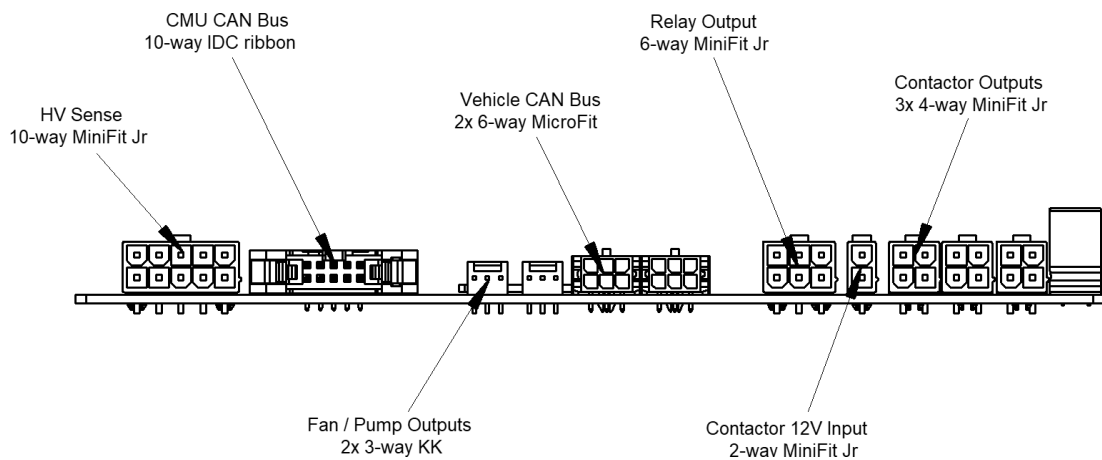 CMU CAN Bus
10-way IDC ribbon
Relay Output
6-way MiniFit Jr
Contactor Outputs
3x 4-way MiniFit Jr
Vehicle CAN Bus
2x 6-way MicroFit
HV Sense
10-way MiniFit Jr
Fan / Pump Outputs
2x 3-way KK
Contactor 12V Input
2-way MiniFit Jr